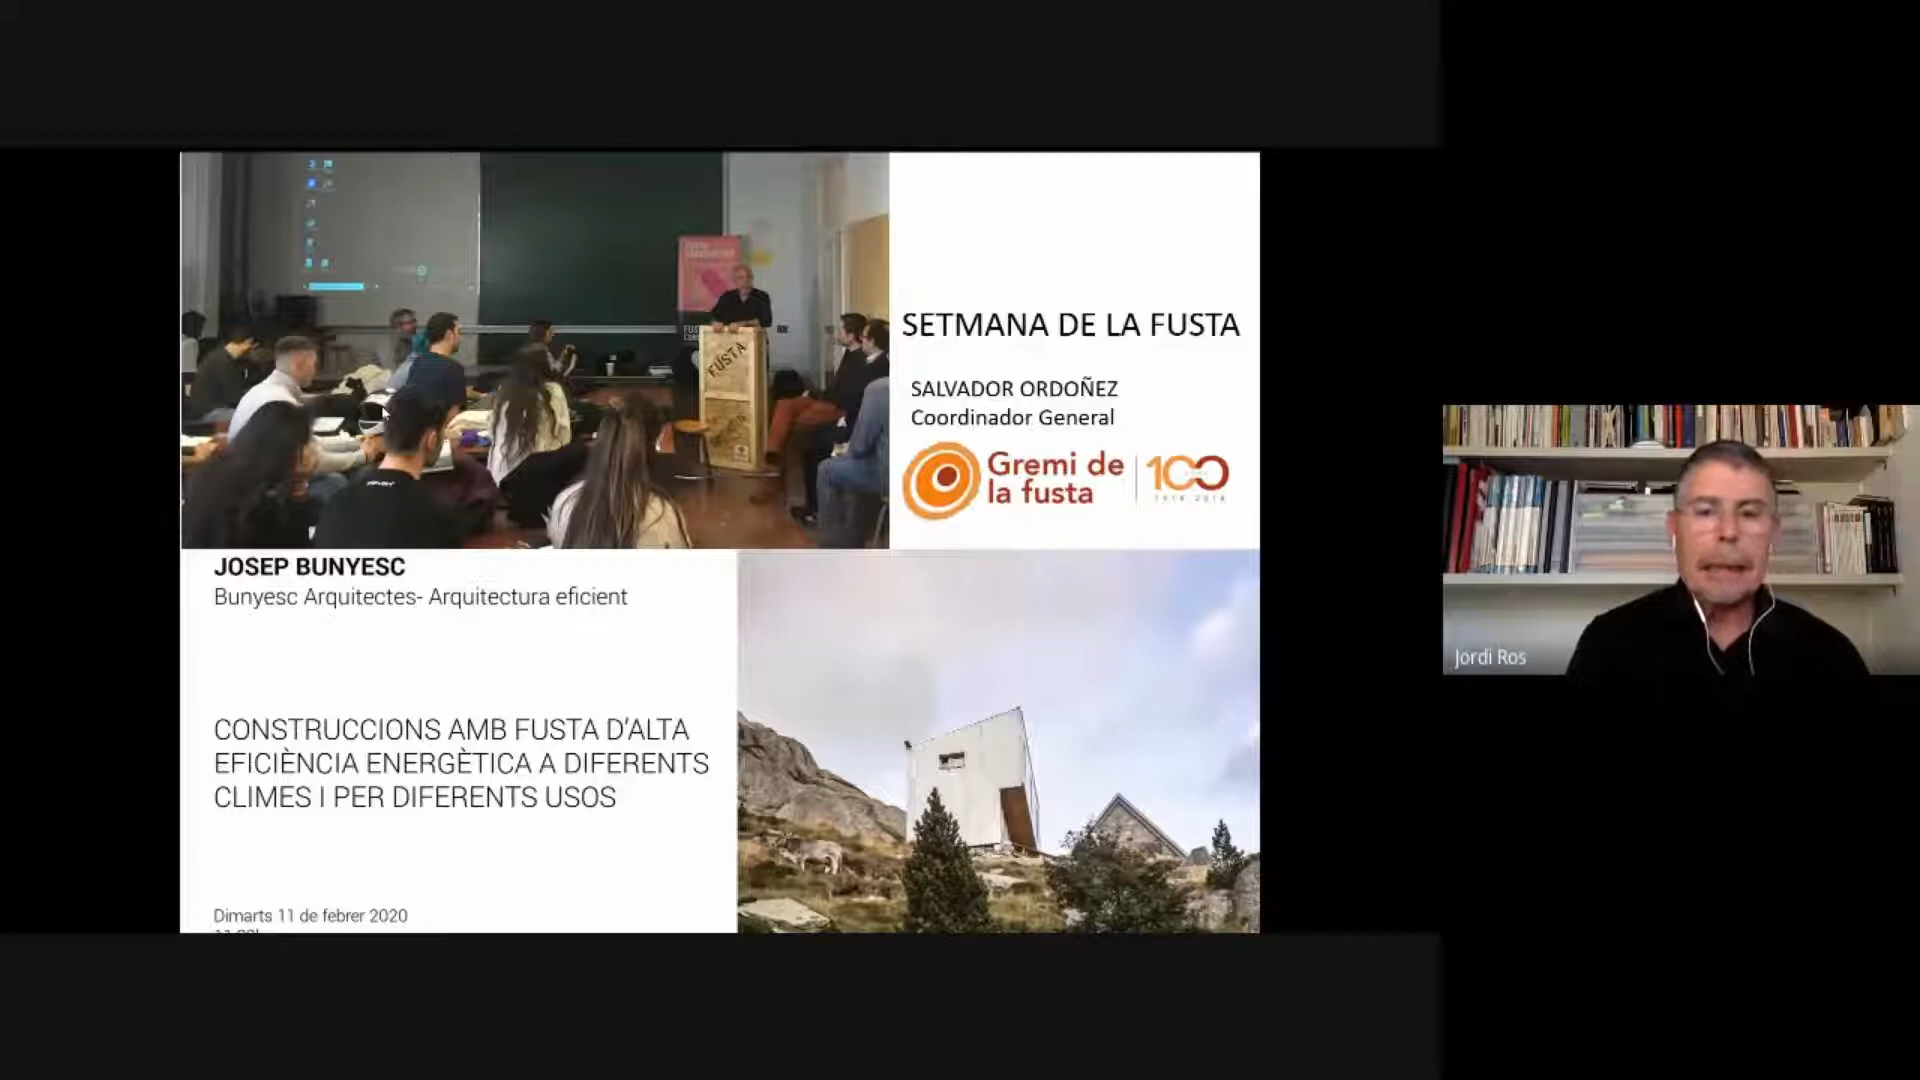 FUSTA
SETMANA DE LA FUSTA
SALVADOR ORDOÑEZ
Coordinador General
Gremi de
la fusta
100
JOSEP BUNYESC
Bunyesc Arquitectes- Arquitectura eficient
CONSTRUCCIONS AMB FUSTA D'ALTA
EFICIÈNCIA ENERGÈTICA A DIFERENTS
CLIMES I PER DIFERENTS USOS
Dimarts 11 de febrer 2020
Jordi Ros